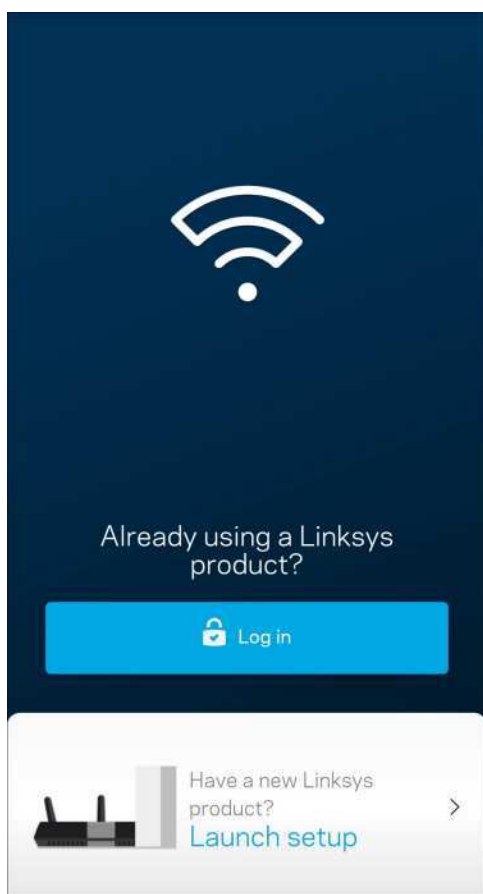 Already using a Linksys
product?
Log in
Have a new Linksys
product?
Launch setup